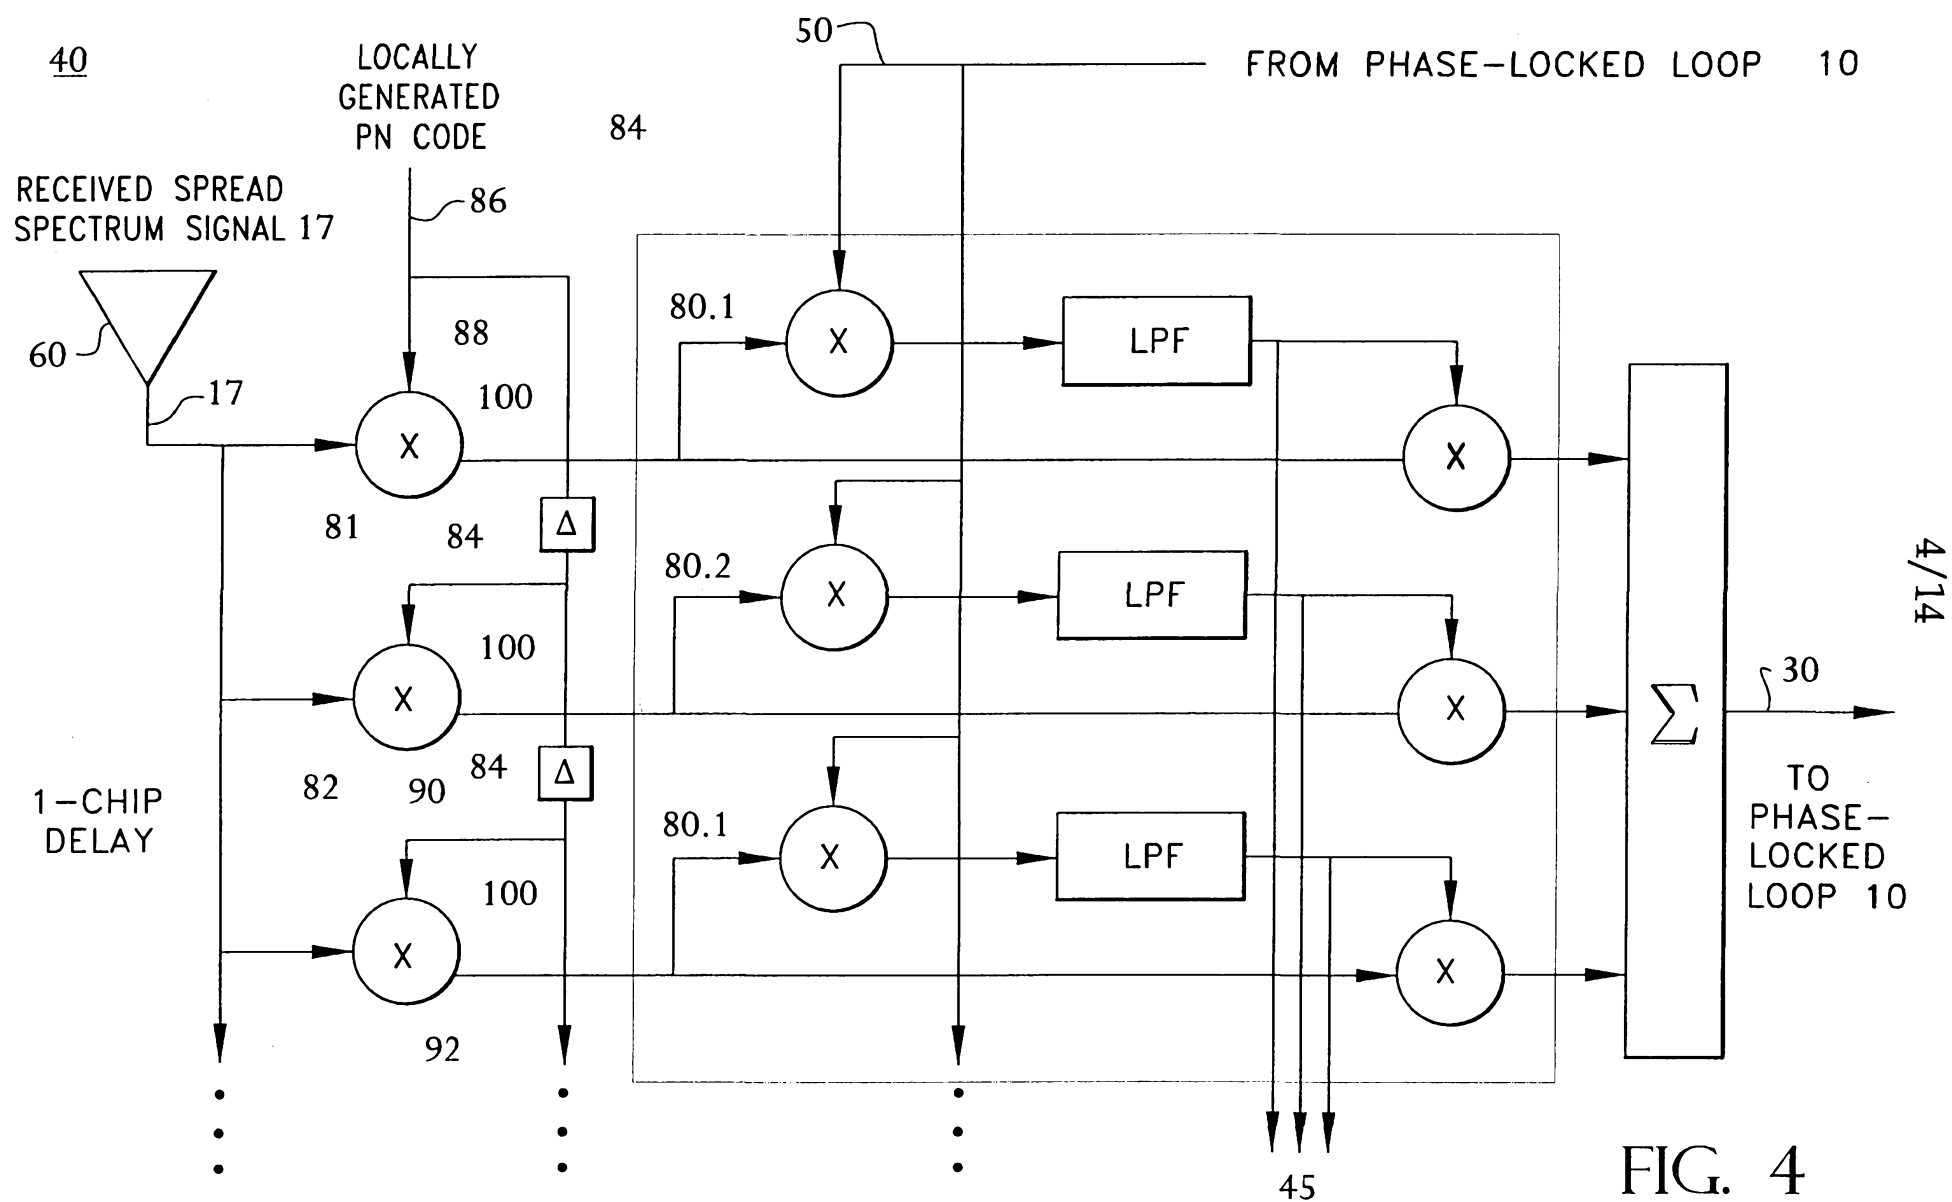 40
LOCALLY
GENERATED
PN CODE
50
FROM PHASE-LOCKED LOOP 10
84
RECEIVED SPREAD
SPECTRUM SIGNAL 17
86
60
17
88
100
80.1
X
LPF
X
X
81
84
Δ
80.2
X
LPF
4/14
100
X
X
Σ
30
82
90
84
Δ
1-CHIP
DELAY
80.1
X
LPF
TO
PHASE-
LOCKED
LOOP 10
100
X
X
92
45
FIG. 4